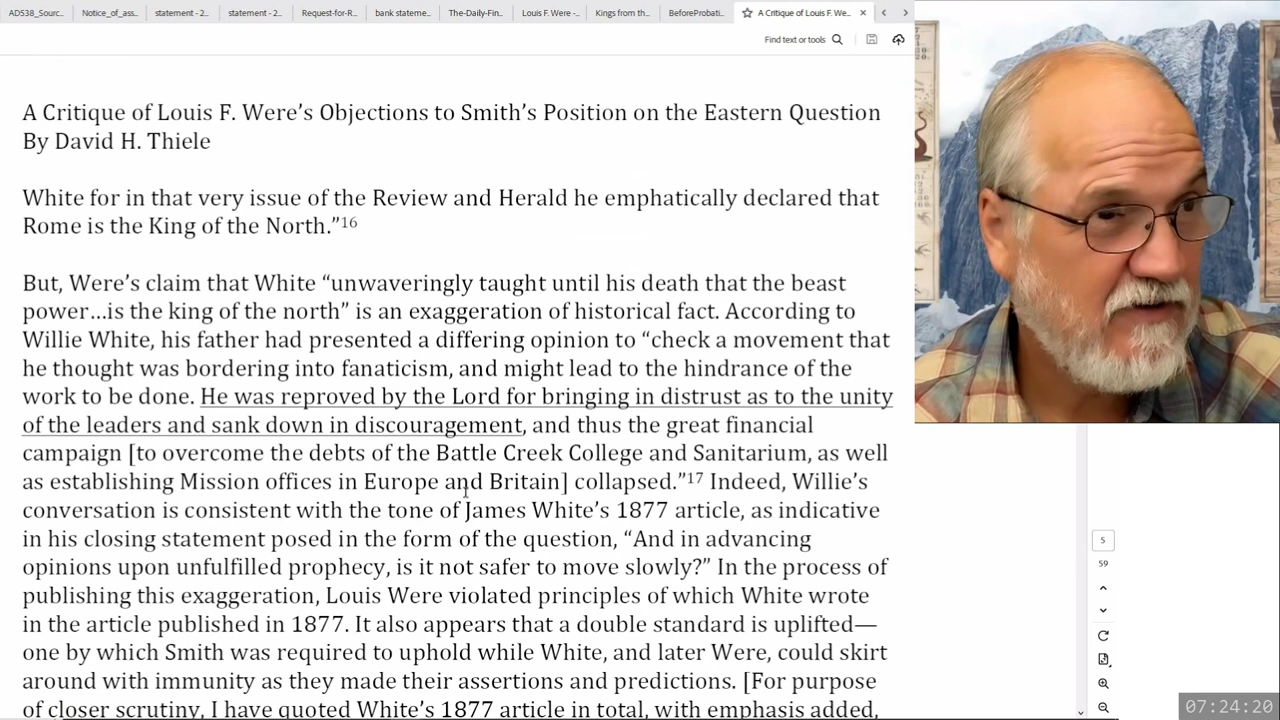 AD538_Sourc... Notice_of_ass... statement - 2... statement - 2... Request-for-R... bank stateme... The-Daily-Fin... Louis F. Were -... Kings from th... BeforeProbati... A Critique of Louis F. We...
Find text or tools
A Critique of Louis F. Were’s Objections to Smith’s Position on the Eastern Question
By David H. Thiele
White for in that very issue of the Review and Herald he emphatically declared that
Rome is the King of the North.”16
But, Were’s claim that White “unwaveringly taught until his death that the beast
power…is the king of the north” is an exaggeration of historical fact. According to
Willie White, his father had presented a differing opinion to “check a movement that
he thought was bordering into fanaticism, and might lead to the hindrance of the
work to be done. He was reproved by the Lord for bringing in distrust as to the unity
of the leaders and sank down in discouragement, and thus the great financial
campaign [to overcome the debts of the Battle Creek College and Sanitarium, as well
as establishing Mission offices in Europe and Britain] collapsed.”17 Indeed, Willie’s
conversation is consistent with the tone of James White’s 1877 article, as indicative
in his closing statement posed in the form of the question, “And in advancing
opinions upon unfulfilled prophecy, is it not safer to move slowly?” In the process of
publishing this exaggeration, Louis Were violated principles of which White wrote
in the article published in 1877. It also appears that a double standard is uplifted—
one by which Smith was required to uphold while White, and later Were, could skirt
around with immunity as they made their assertions and predictions. [For purpose
of closer scrutiny, I have quoted White’s 1877 article in total, with emphasis added,
5
59
07:24:20